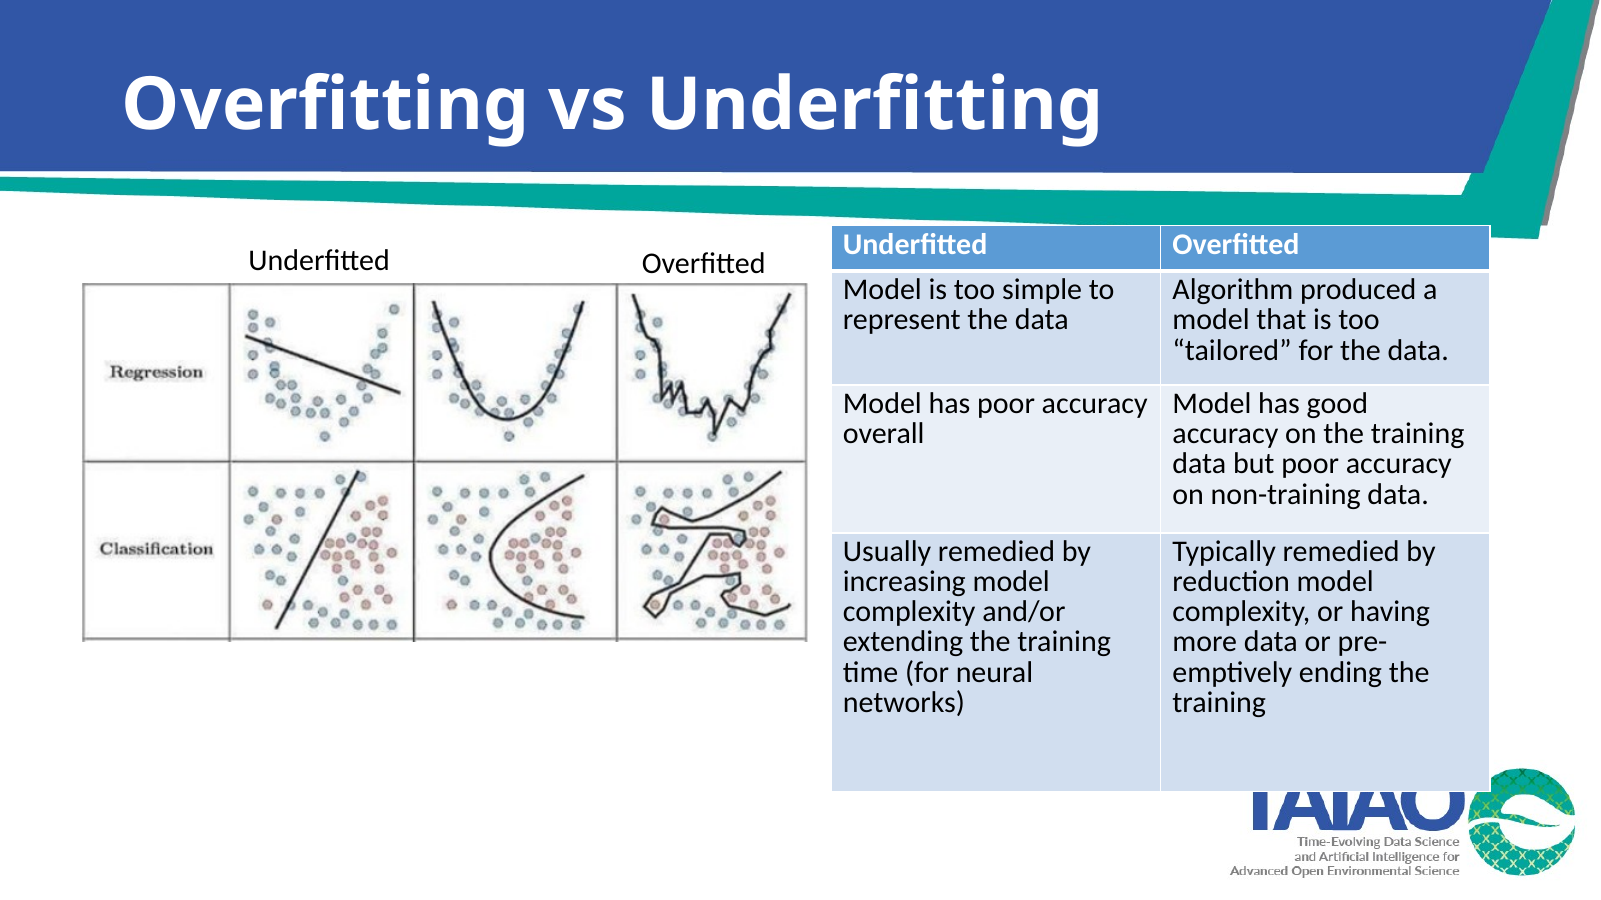 Overfitting vs Underfitting
Underfitted
Overfitted
Regression
Classification
Underfitted
Overfitted
Model is too simple to
represent the data
Algorithm produced a
model that is too
“tailored” for the data.
Model has poor accuracy
overall
Model has good
accuracy on the training
data but poor accuracy
on non-training data.
Usually remedied by
increasing model
complexity and/or
extending the training
time (for neural
networks)
Typically remedied by
reduction model
complexity, or having
more data or pre-
emptively ending the
training
TAIAO
Time-Evolving Data Science
and Artificial Intelligence for
Advanced Open Environmental Science